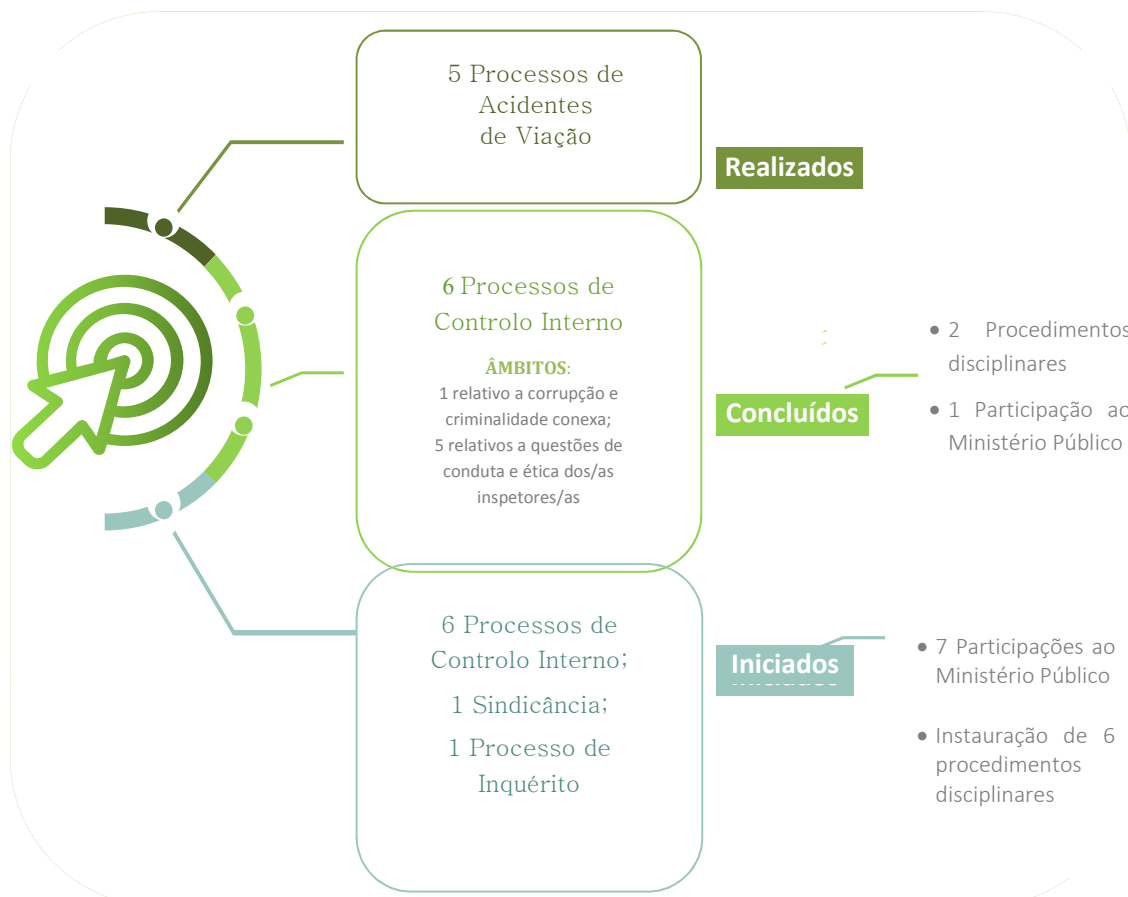 5 Processos de
Acidentes
de Viação
Realizados
6 Processos de
Controlo Interno
ÂMBITOS:
1 relativo a corrupção e
criminalidade conexa;
5 relativos a questões de
conduta e ética dos/as
inspetores/as
Concluídos
• 2 Procedimentos
disciplinares
• 1 Participação ao
Ministério Público
6 Processos de
Controlo Interno;
1 Sindicância;
1 Processo de
Inquérito
Iniciados
• 7 Participações ao
Ministério Público
• Instauração de 6
procedimentos
disciplinares